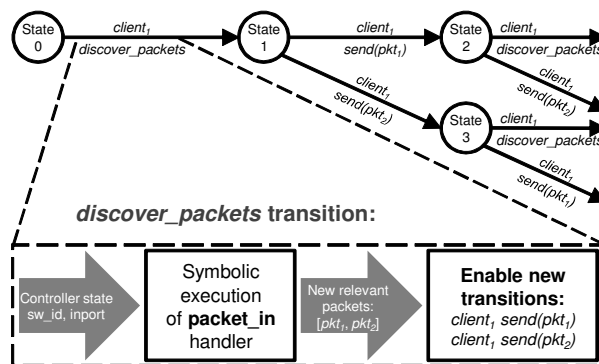 State
0
client1
discover_packets
State
1
client1
send(pkt1)
State
2
client1
discover_packets
client1
send(pkt2)
client1
send(pkt2)
State
3
client1
discover_packets
client1
send(pkt1)
discover_packets transition:
Controller state
sw_id, inport
Symbolic
execution
of packet_in
handler
New relevant
packets:
[pkt1, pkt2]
Enable new
transitions:
client1 send(pkt1)
client1 send(pkt2)